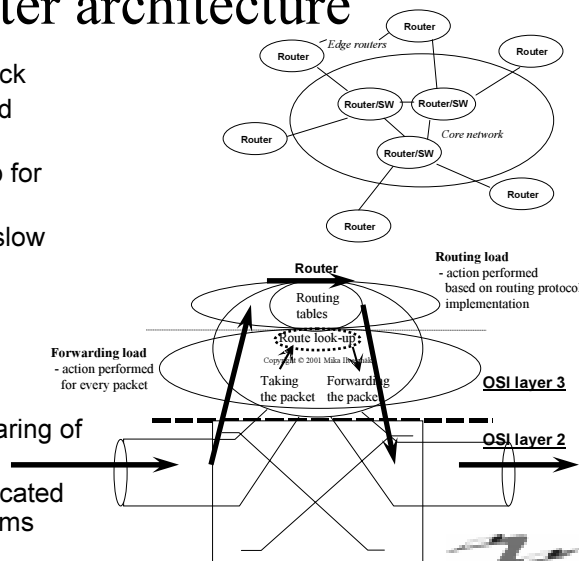 ter architecture
ck
d
o for
slow
aring of
cated
ms
Router
Edge routers
Router
Router
Router/SW
Router/SW
Router
Core network
Router/SW
Router
Router
Router
Routing load
- action performed
based on routing protocol
implementation
Routing
tables
Route look-up
Forwarding load
- action performed
for every packet
Copyright © 2001 Mika
Taking
the packet
Forwarding
the packet
OSI layer 3
OSI layer 2